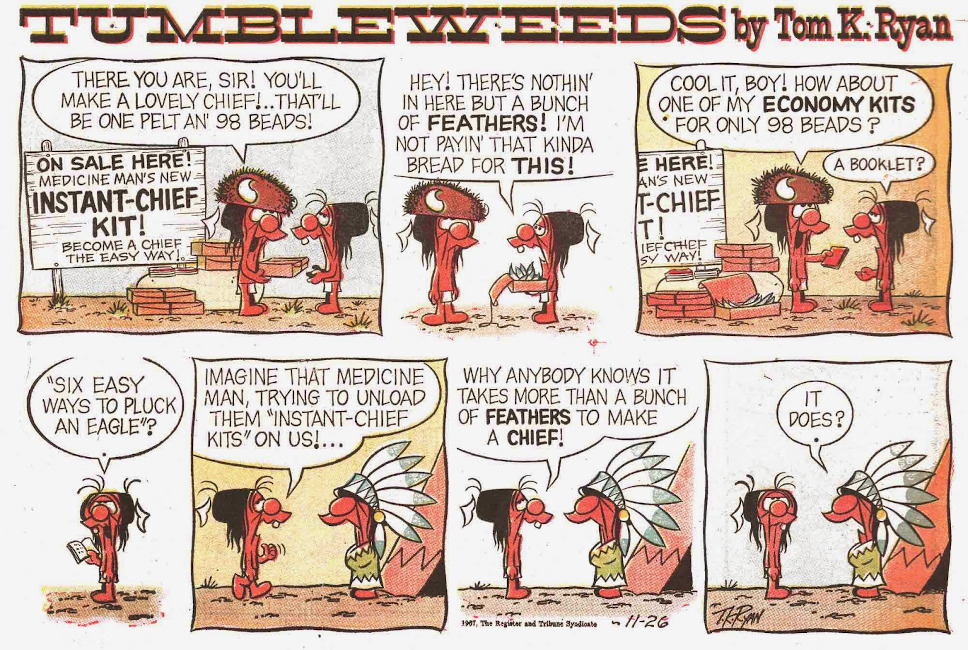 TUMBLEWEEDS by Tom K. Ryan
THERE YOU ARE, SIR! YOU'LL
MAKE A LOVELY CHIEF!..THAT'LL
BE ONE PELT AN' 98 BEADS!
ON SALE HERE!
MEDICINE MAN'S NEW
INSTANT-CHIEF
KIT!
BECOME A CHIEF
THE EASY WAY!
HEY! THERE'S NOTHIN'
IN HERE BUT A BUNCH
OF FEATHERS! I'M
NOT PAYIN' THAT KINDA
BREAD FOR THIS!
COOL IT, BOY! HOW ABOUT
ONE OF MY ECONOMY KITS
FOR ONLY 98 BEADS?
A BOOKLET?
E HERE!
AN'S NEW
T-CHIEF
T!
IEF CHIEF
SY WAY!
"SIX EASY
WAYS TO PLUCK
AN EAGLE"?
IMAGINE THAT MEDICINE
MAN, TRYING TO UNLOAD
THEM "INSTANT-CHIEF
KITS" ON US!...
WHY ANYBODY KNOWS IT
TAKES MORE THAN A BUNCH
OF FEATHERS TO MAKE
A CHIEF!
1967, The Register and Tribune Syndicate
11-26
IT
DOES?
T.K.RYAN